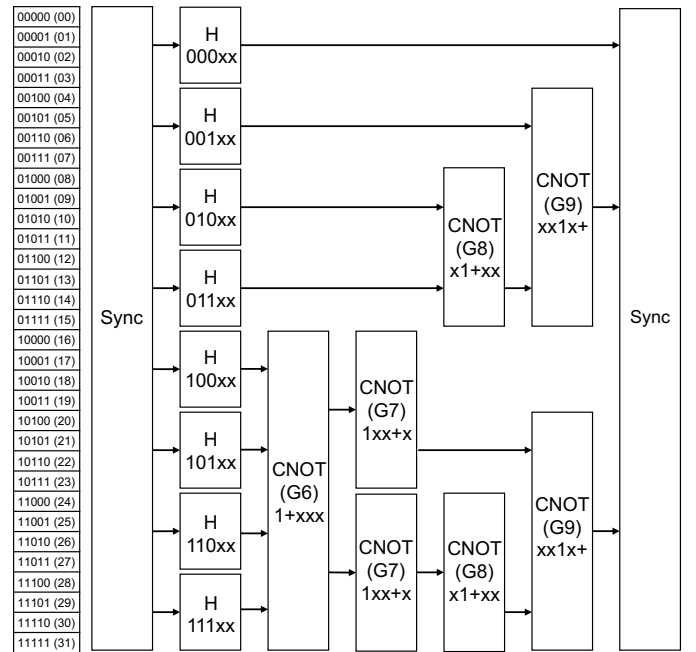 00000 (00)
00001 (01)
00010 (02)
00011 (03)
00100 (04)
00101 (05)
00110 (06)
00111 (07)
01000 (08)
01001 (09)
01010 (10)
01011 (11)
01100 (12)
01101 (13)
01110 (14)
01111 (15)
10000 (16)
10001 (17)
10010 (18)
10011 (19)
10100 (20)
10101 (21)
10110 (22)
10111 (23)
11000 (24)
11001 (25)
11010 (26)
11011 (27)
11100 (28)
11101 (29)
11110 (30)
11111 (31)
Sync
H
000xx
H
001xx
H
010xx
H
011xx
H
100xx
H
101xx
H
110xx
H
111xx
CNOT
(G6)
1+xxx
CNOT
(G7)
1xx+x
CNOT
(G7)
1xx+x
CNOT
(G8)
x1+xx
CNOT
(G8)
x1+xx
CNOT
(G9)
xx1x+
CNOT
(G9)
xx1x+
Sync